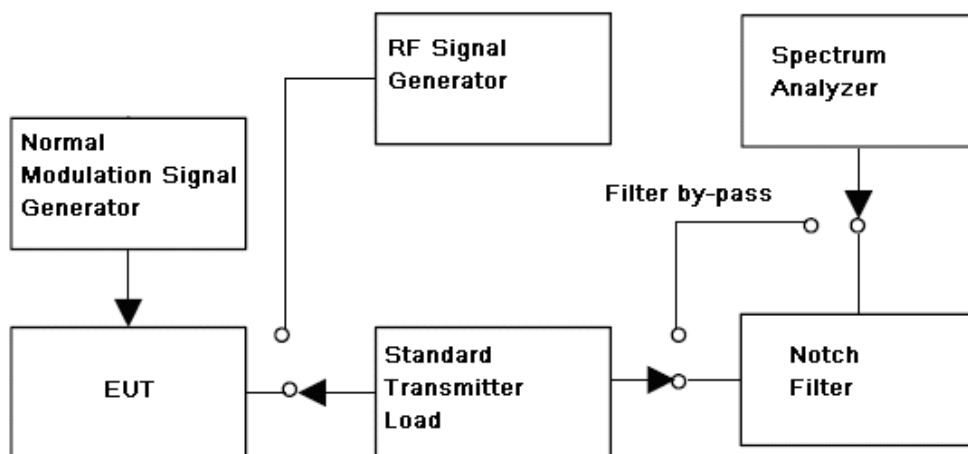 RF Signal
Generator
Spectrum
Analyzer
Normal
Modulation Signal
Generator
Filter by-pass
EUT
Standard
Transmitter
Load
Notch
Filter